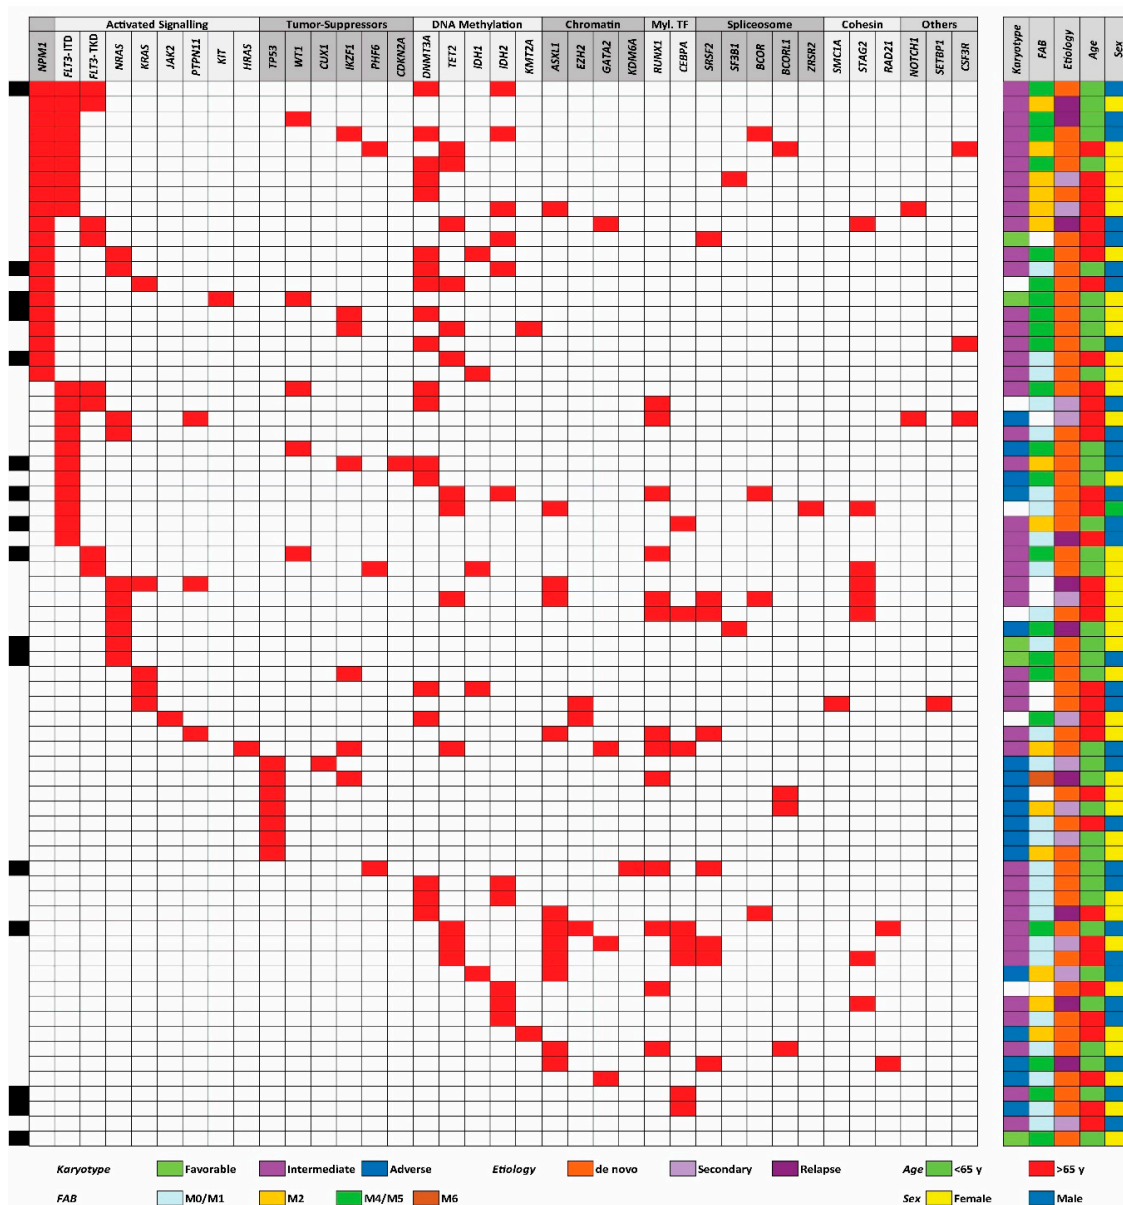 Activated Signalling Tumor-Suppressors DNA Methylation Chromatin Myl. TF Spliceosome Cohesin Others
NPM1 FLT3- ITD FLT3- TKD NRAS KRAS JAK2 PTPN11 KIT HRAS TP53 WT1 CUX1 IKZF1 PHF6 CDKN2A DNMT3A TET2 IDH1 IDH2 KMT2A ASXL1 EZH2 GATA2 KDM6A RUNX1 CEBPA SRSF2 SF3B1 BCOR BCORL1 ZRSR2 SMC1A STAG2 RAD21 NOTCH1 SETBP1 CSF3R Karyotype FAB Etiology Age Sex
Karyotype Favorable Intermediate Adverse Etiology de novo Secondary Relapse Age <65 y >65 y
FAB M0/M1 M2 M4/M5 M6 Sex Female Male